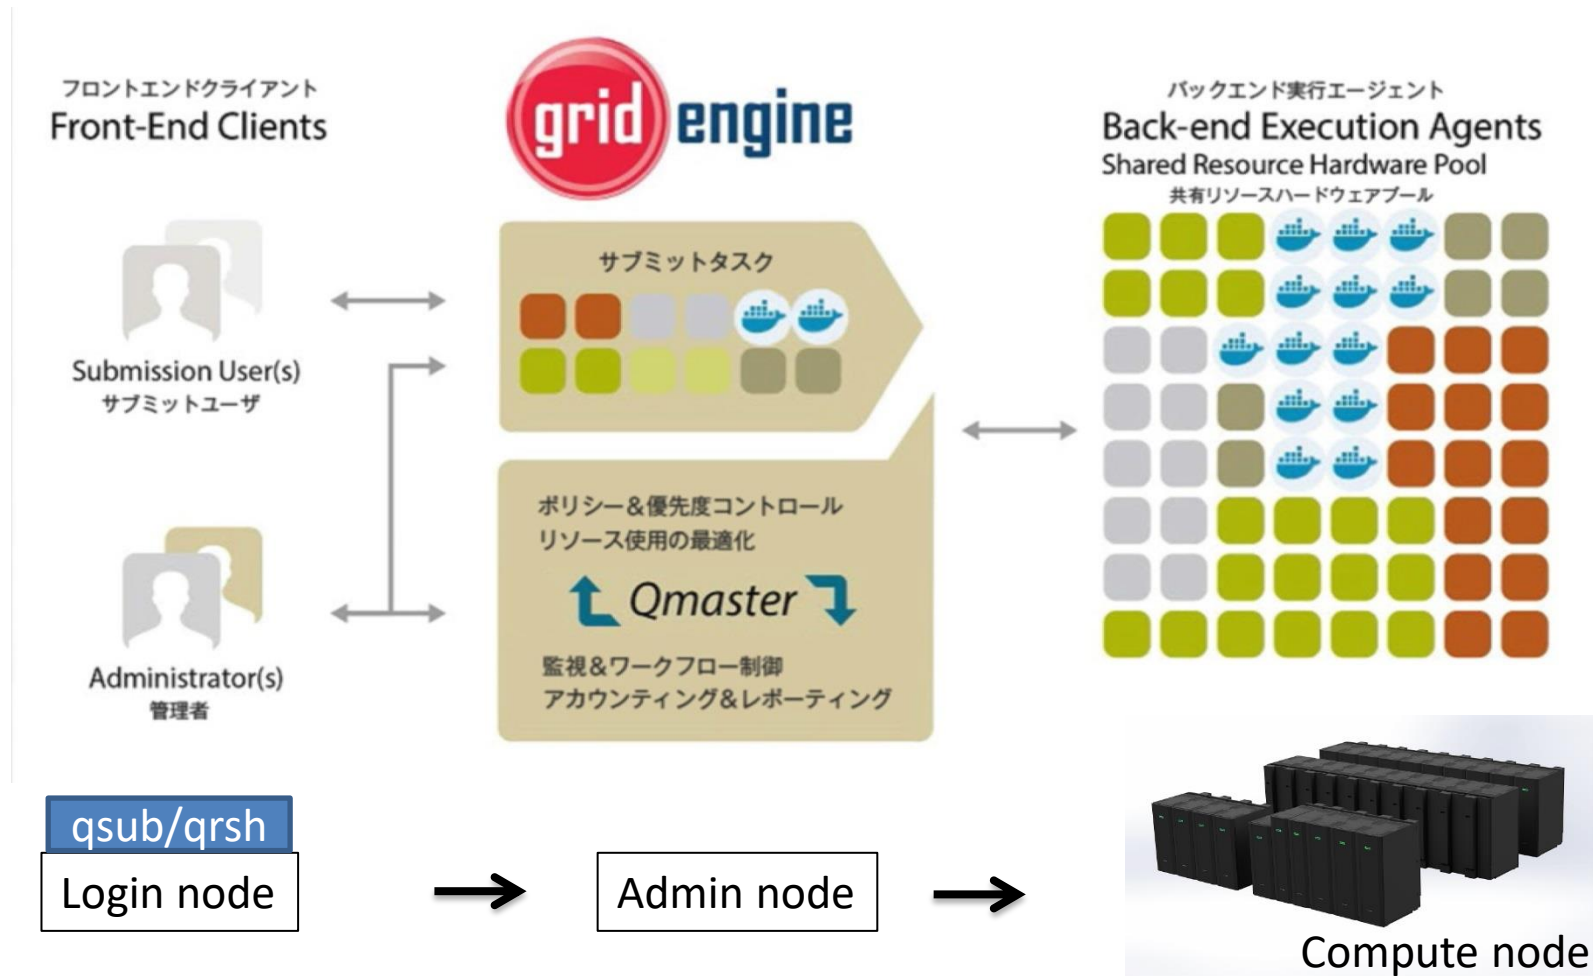 フロントエンドクライアント
Front-End Clients
grid engine
バックエンド実行エージェント
Back-end Execution Agents
Shared Resource Hardware Pool
共有リソースハードウェアプール
サブミットタスク
Submission User(s)
サブミットユーザ
ポリシー&優先度コントロール
リソース使用の最適化
Qmaster
監視&ワークフロー制御
アカウンティング&レポーティング
Administrator(s)
管理者
qsub/qrsh
Login node
Admin node
Compute node